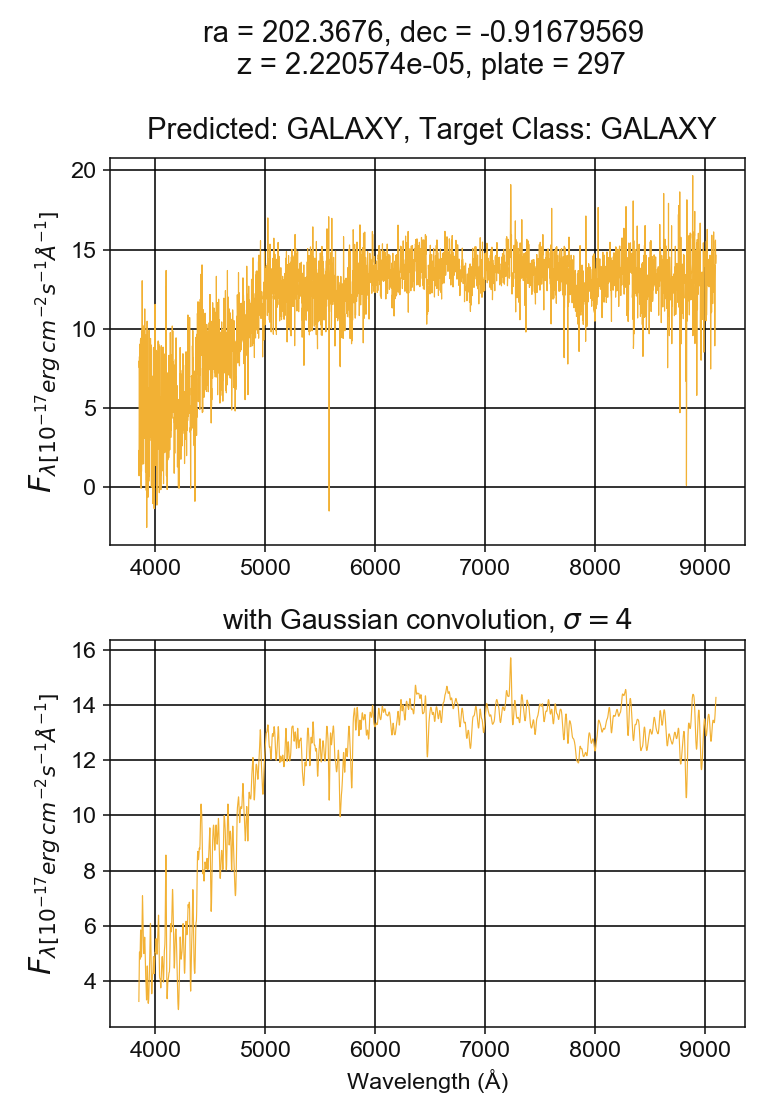 ra = 202.3676, dec = -0.91679569
z = 2.220574e-05, plate = 297
Predicted: GALAXY, Target Class: GALAXY
20
15
10
5
0
F_λ[10^{-17} erg cm^{-2} s^{-1} Å^{-1}]
4000 5000 6000 7000 8000 9000
with Gaussian convolution, σ = 4
16
14
12
10
8
6
4
F_λ[10^{-17} erg cm^{-2} s^{-1} Å^{-1}]
4000 5000 6000 7000 8000 9000
Wavelength (Å)